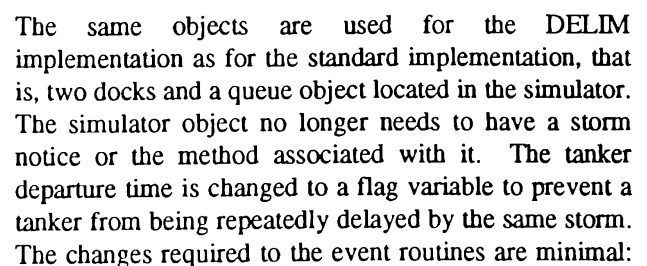 The same objects are used for the DELIM
implementation as for the standard implementation, that
is, two docks and a queue object located in the simulator.
The simulator object no longer needs to have a storm
notice or the method associated with it. The tanker
departure time is changed to a flag variable to prevent a
tanker from being repeatedly delayed by the same storm.
The changes required to the event routines are minimal: